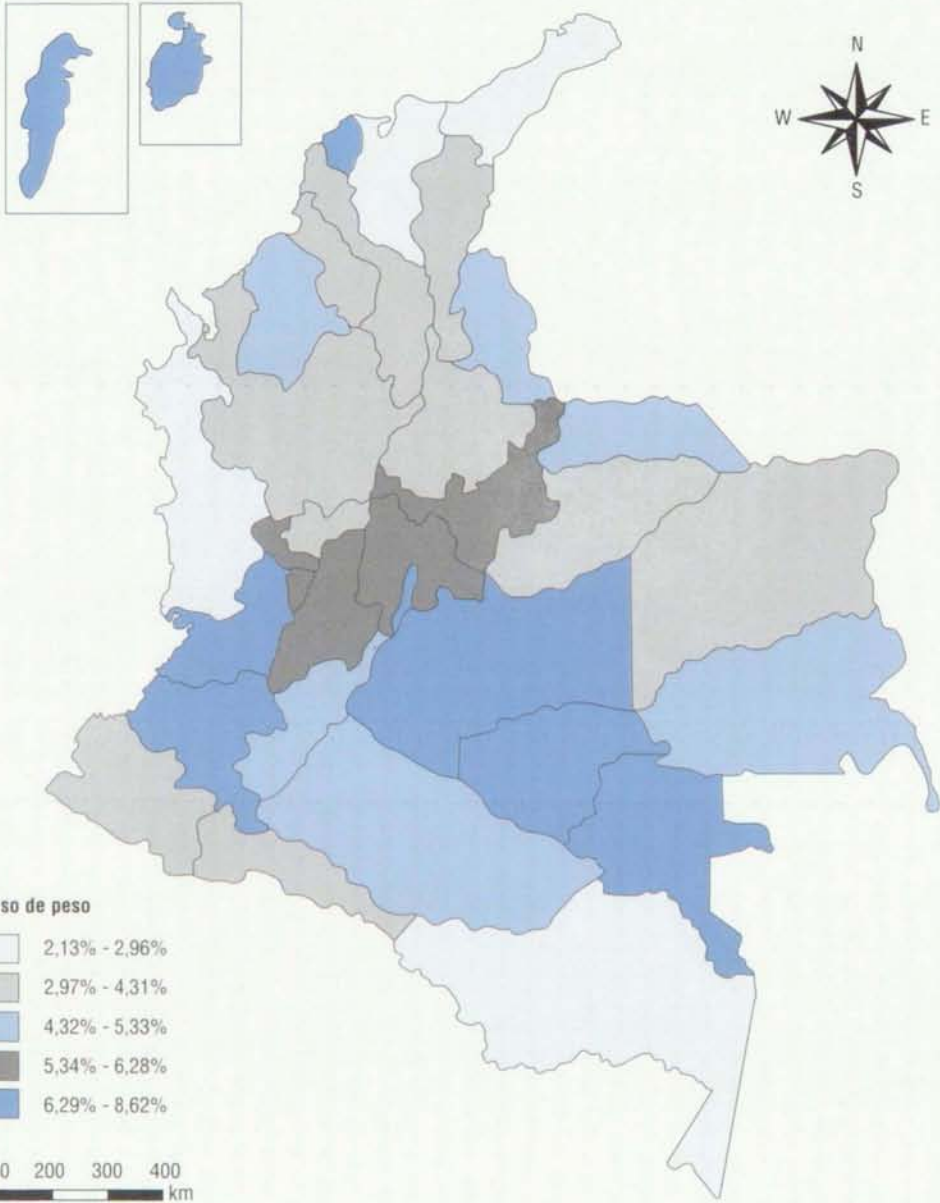 N
W E
S
so de peso
2,13% - 2,96%
2,97% - 4,31%
4,32% - 5,33%
5,34% - 6,28%
6,29% - 8,62%
0 200 300 400
km